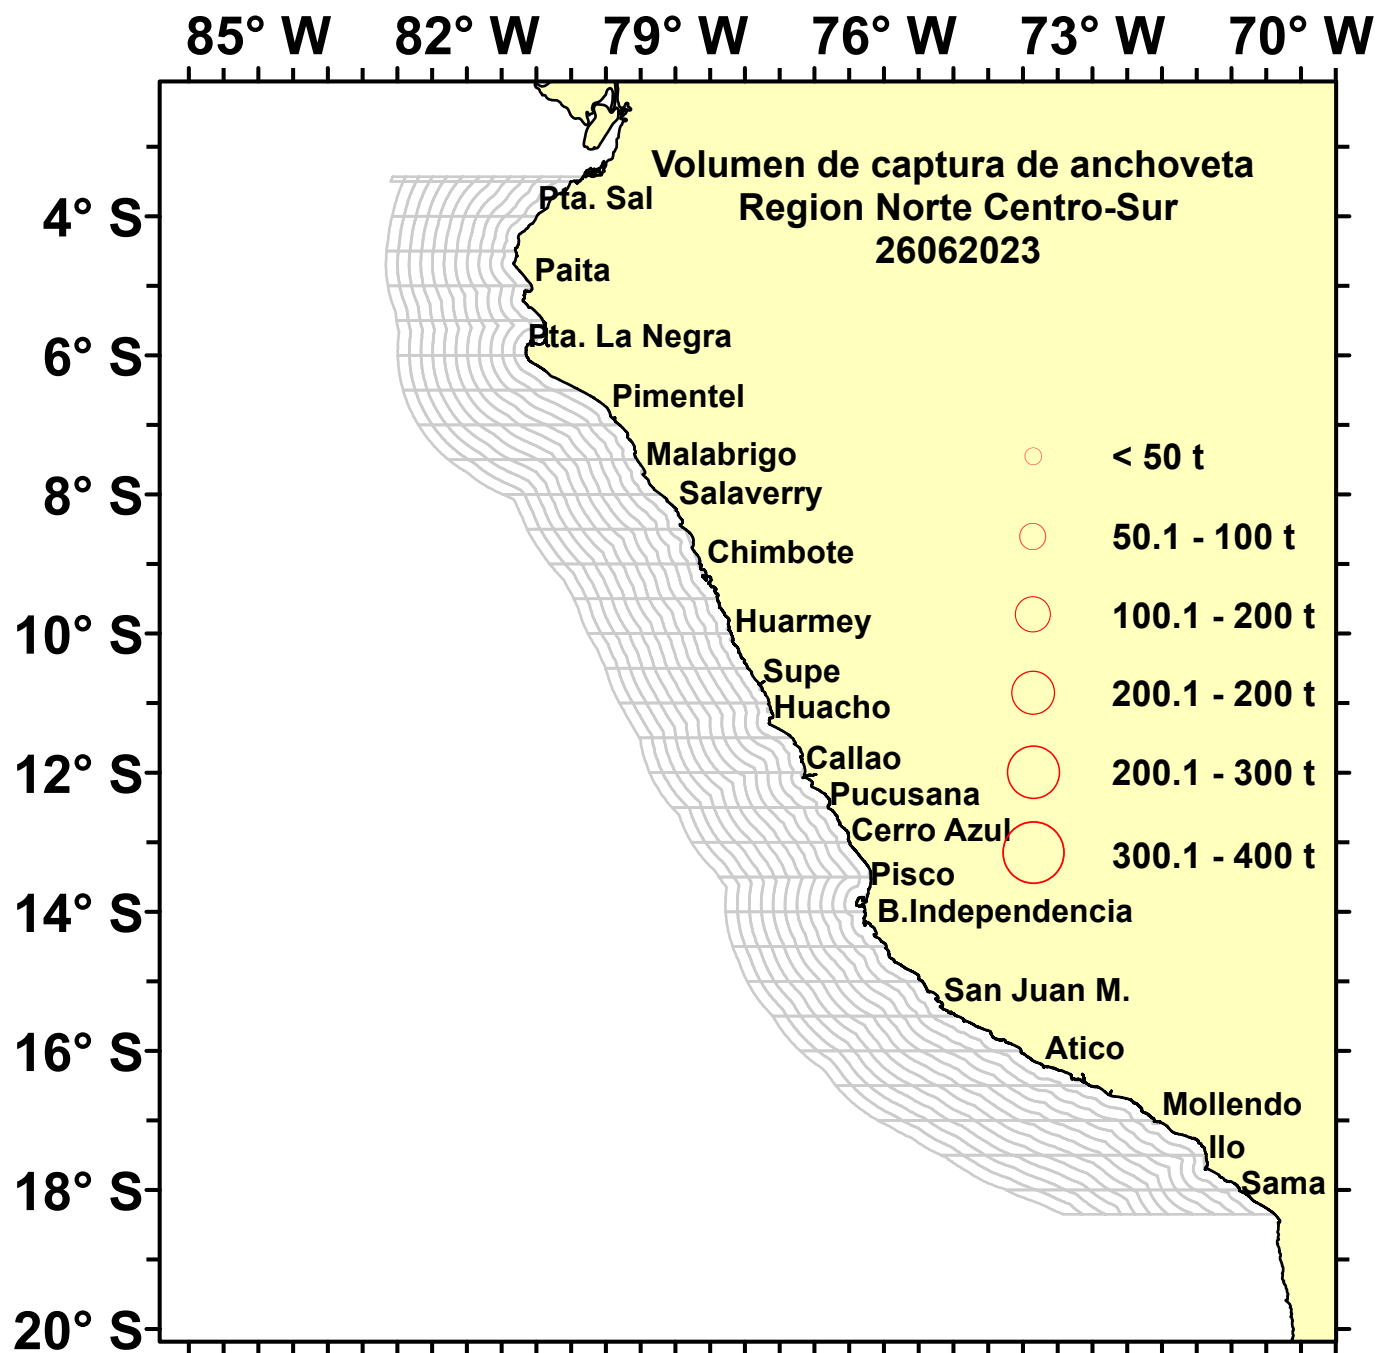 85° W 82° W 79° W 76° W 73° W 70° W
Volumen de captura de anchoveta
Region Norte Centro-Sur
26062023
4° S
6° S
8° S
10° S
12° S
14° S
16° S
18° S
20° S
Pta. Sal
Paita
Pta. La Negra
Pimentel
Malabrigo
Salaverry
Chimbote
Huarmey
Supe
Huacho
Callao
Pucusana
Cerro Azul
Pisco
B.Independencia
San Juan M.
Atico
Mollendo
Ilo
Sama
< 50 t
50.1 - 100 t
100.1 - 200 t
200.1 - 200 t
200.1 - 300 t
300.1 - 400 t